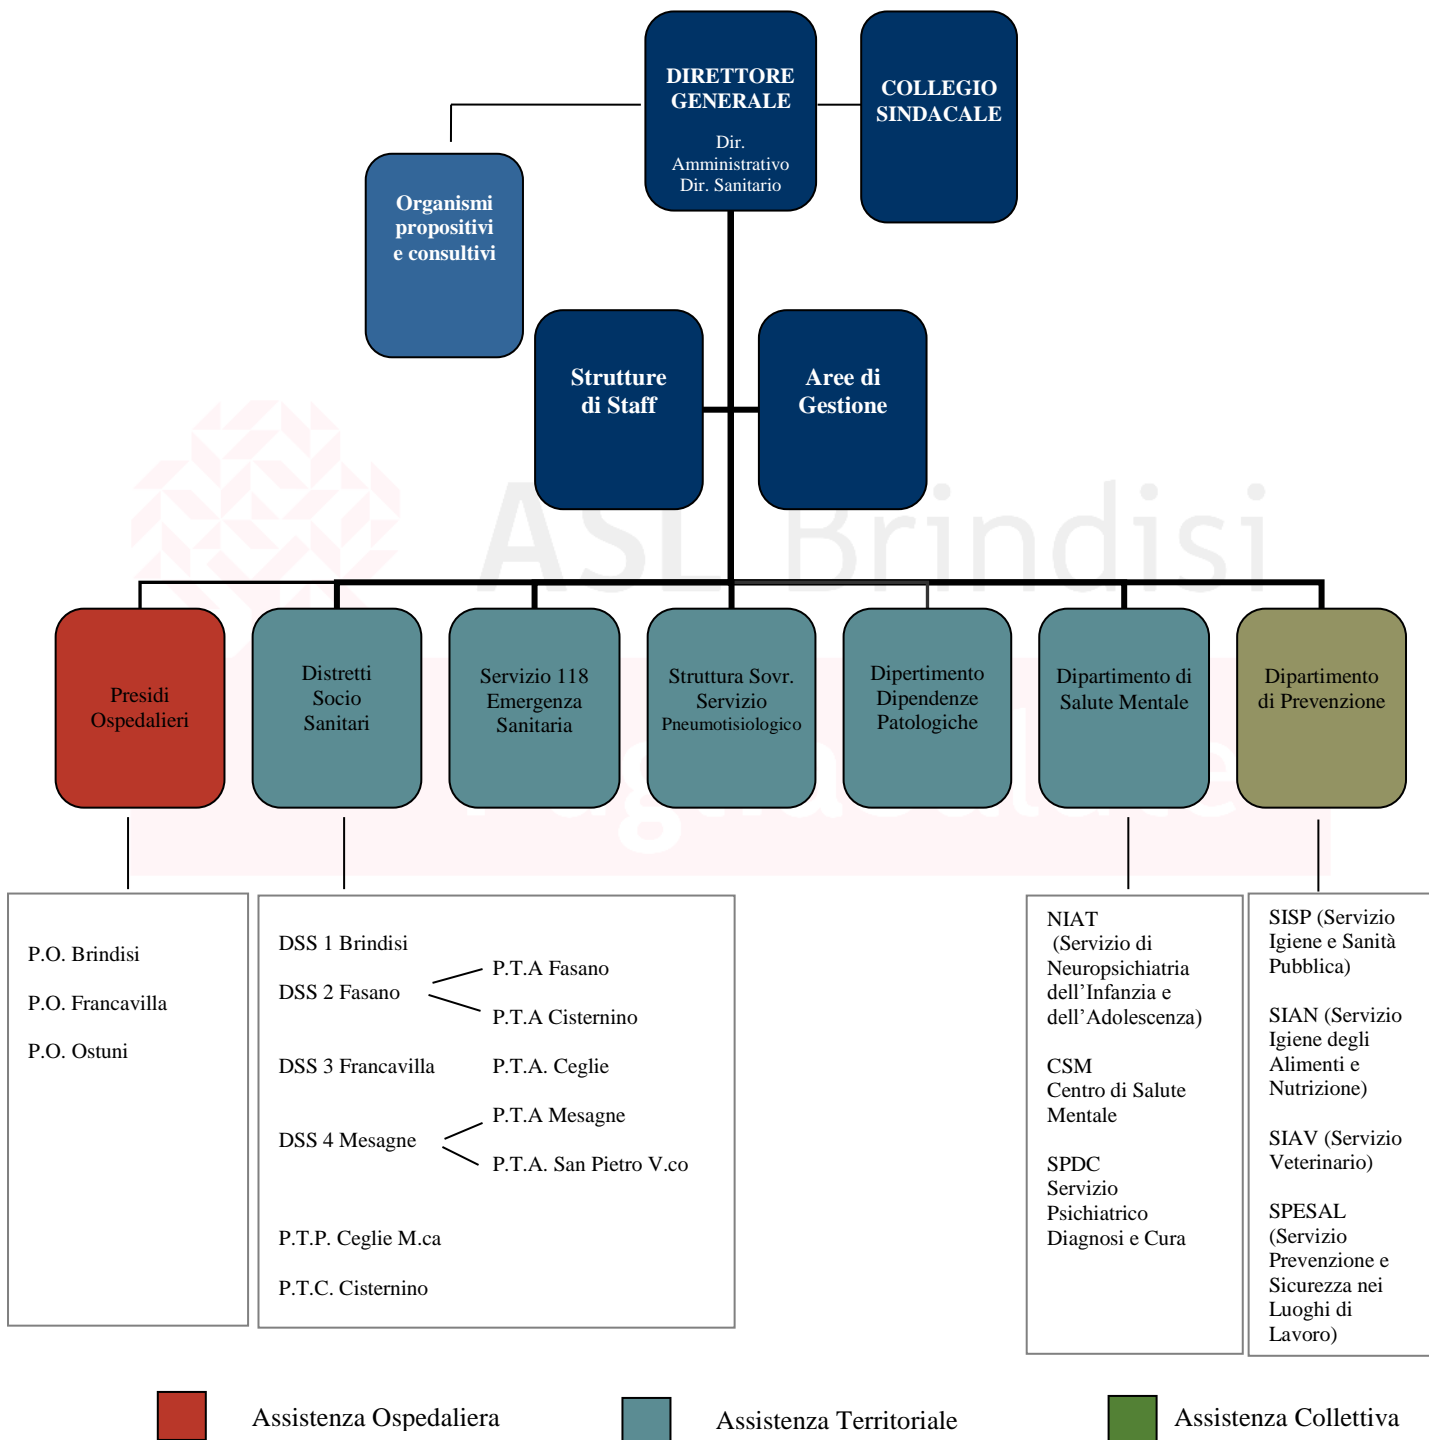 DIRETTORE
GENERALE
Dir.
Amministrativo
Dir. Sanitario
COLLEGIO
SINDACALE
Organismi
propositivi
e consultivi
Strutture
di Staff
Aree di
Gestione
ASL Brindisi
PugliaSalute
Presidi
Ospedalieri
Distretti
Socio
Sanitari
Servizio 118
Emergenza
Sanitaria
Struttura Sovr.
Servizio
Pneumotisiologico
Dipertimento
Dipendenze
Patologiche
Dipartimento di
Salute Mentale
Dipartimento
di Prevenzione
P.O. Brindisi
P.O. Francavilla
P.O. Ostuni
DSS 1 Brindisi
DSS 2 Fasano
P.T.A Fasano
P.T.A Cisternino
DSS 3 Francavilla
P.T.A. Ceglie
DSS 4 Mesagne
P.T.A Mesagne
P.T.A. San Pietro V.co
P.T.P. Ceglie M.ca
P.T.C. Cisternino
NIAT
(Servizio di
Neuropsichiatria
dell’Infanzia e
dell’Adolescenza)
CSM
Centro di Salute
Mentale
SPDC
Servizio
Psichiatrico
Diagnosi e Cura
SISP (Servizio
Igiene e Sanità
Pubblica)
SIAN (Servizio
Igiene degli
Alimenti e
Nutrizione)
SIAV (Servizio
Veterinario)
SPESAL
(Servizio
Prevenzione e
Sicurezza nei
Luoghi di
Lavoro)
Assistenza Ospedaliera
Assistenza Territoriale
Assistenza Collettiva